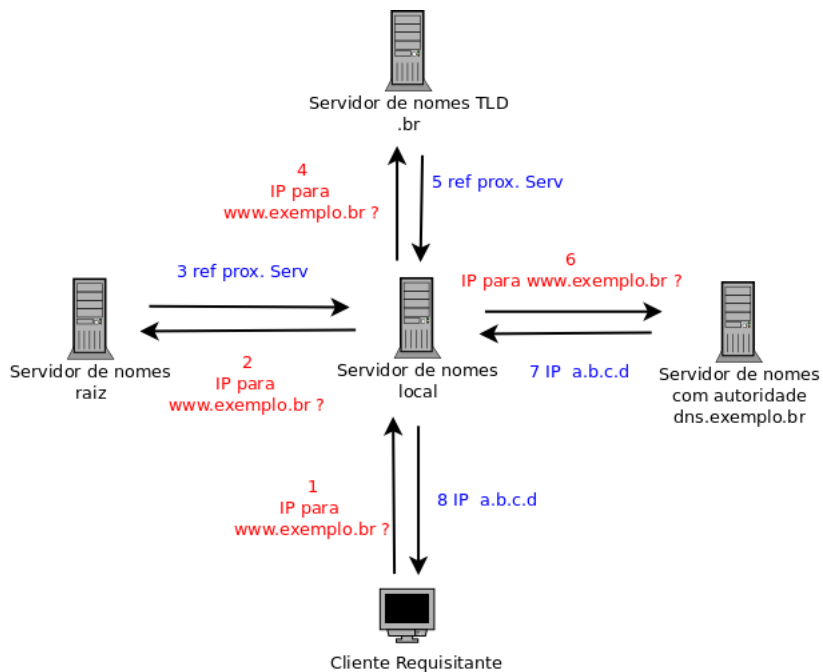 Servidor de nomes TLD
.br
4
IP para
www.exemplo.br ?
5 ref prox. Serv
3 ref prox. Serv
6
IP para www.exemplo.br ?
Servidor de nomes
raiz
2
IP para
www.exemplo.br ?
Servidor de nomes
local
7 IP  a.b.c.d
Servidor de nomes
com autoridade
dns.exemplo.br
1
IP para
www.exemplo.br ?
8 IP  a.b.c.d
Cliente Requisitante